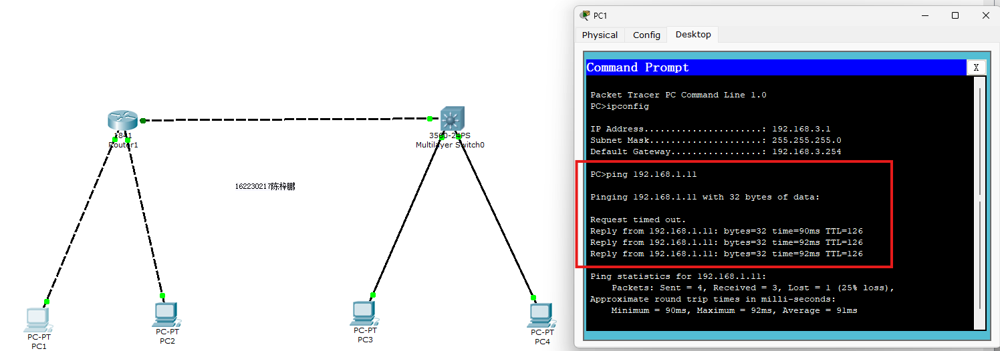 1841
Router1
3560-24PS
Multilayer Switch0
162230217陈梓鹏
PC-PT
PC1
PC-PT
PC2
PC-PT
PC3
PC-PT
PC4
PC1
Physical
Config
Desktop
Command Prompt
X
Packet Tracer PC Command Line 1.0
PC>ipconfig
IP Address......................: 192.168.3.1
Subnet Mask.....................: 255.255.255.0
Default Gateway.................: 192.168.3.254
PC>ping 192.168.1.11
Pinging 192.168.1.11 with 32 bytes of data:
Request timed out.
Reply from 192.168.1.11: bytes=32 time=90ms TTL=126
Reply from 192.168.1.11: bytes=32 time=92ms TTL=126
Reply from 192.168.1.11: bytes=32 time=92ms TTL=126
Ping statistics for 192.168.1.11:
Packets: Sent = 4, Received = 3, Lost = 1 (25% loss),
Approximate round trip times in milli-seconds:
Minimum = 90ms, Maximum = 92ms, Average = 91ms